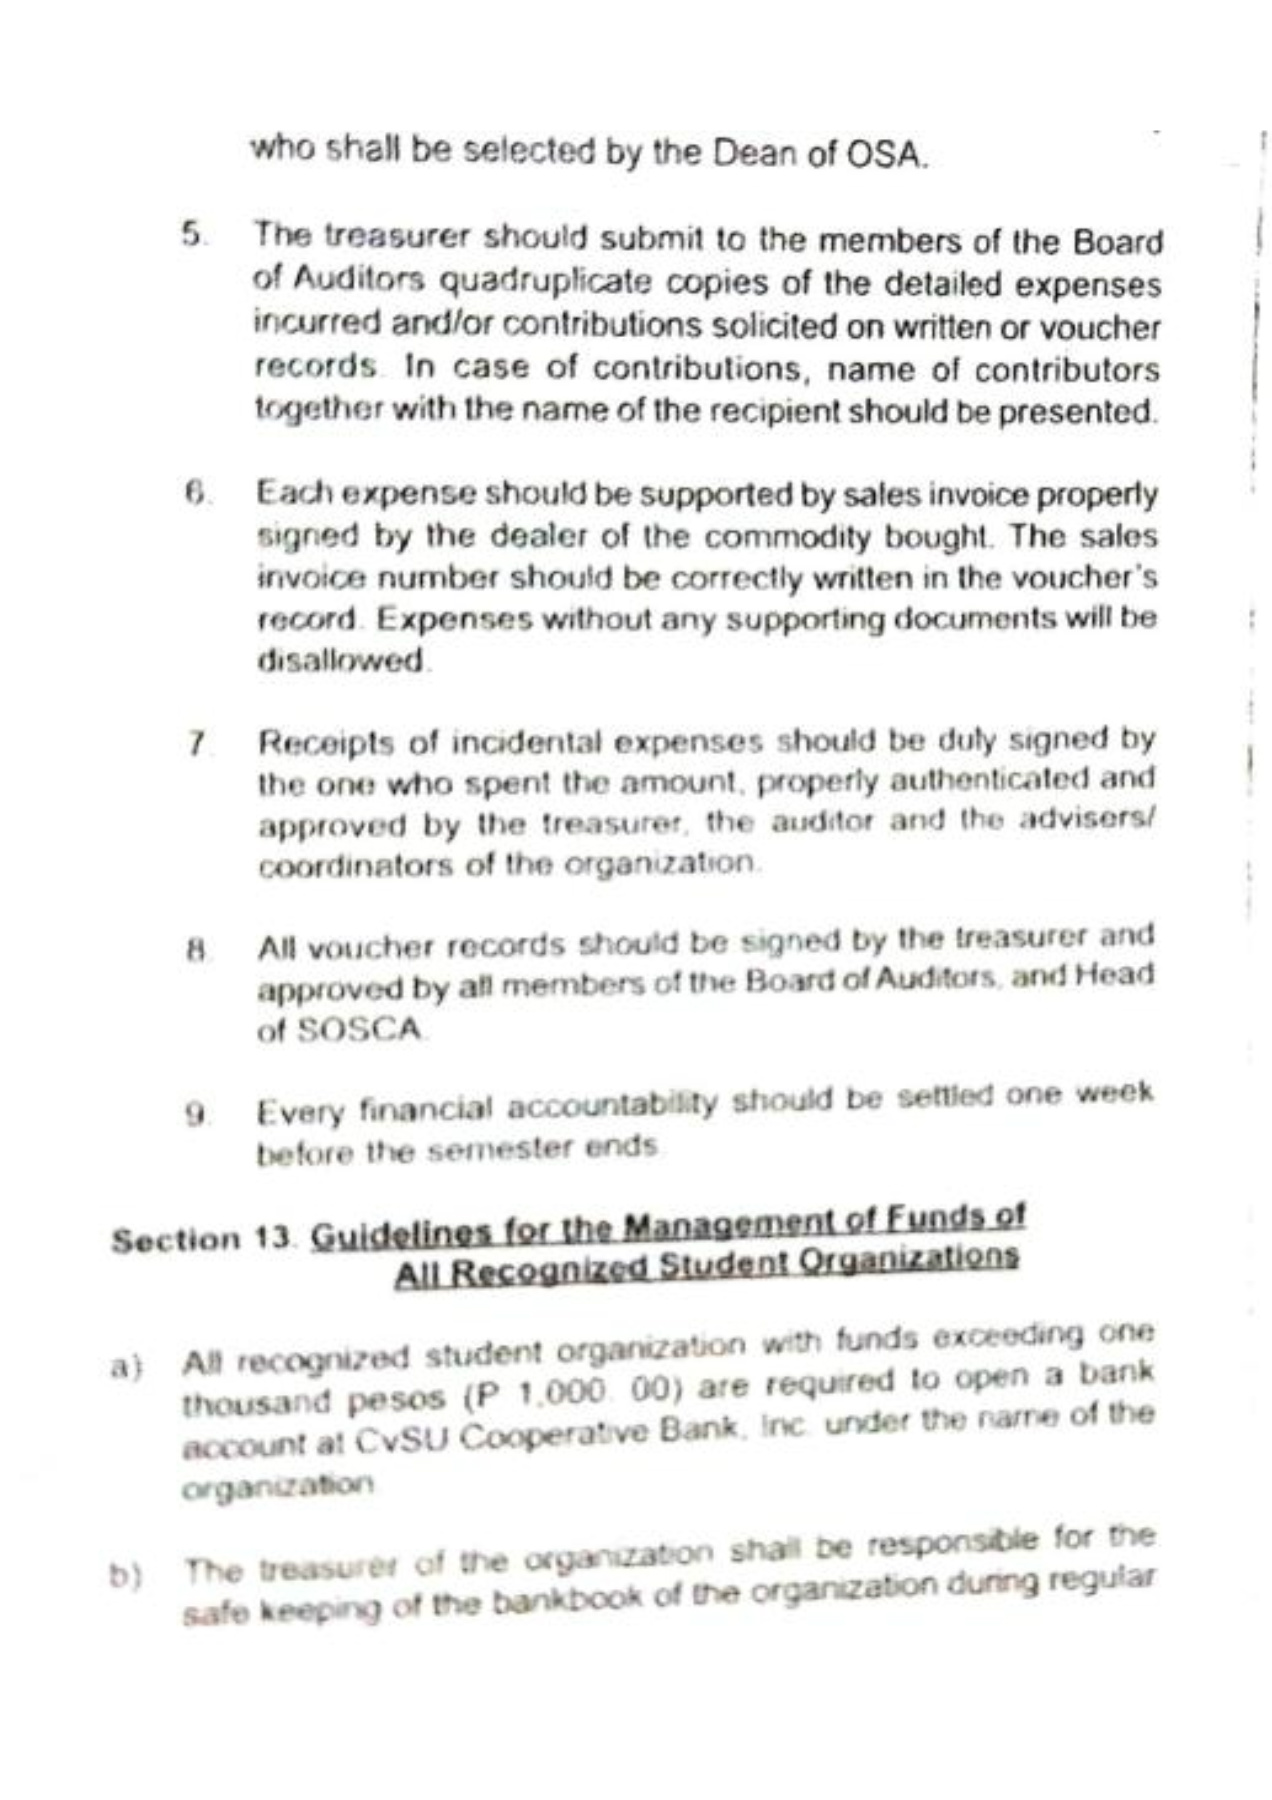 who shall be selected by the Dean of OSA.
5. The treasurer should submit to the members of the Board
of Auditors quadruplicate copies of the detailed expenses
incurred and/or contributions solicited on written or voucher
records. In case of contributions, name of contributors
together with the name of the recipient should be presented.
6. Each expense should be supported by sales invoice properly
signed by the dealer of the commodity bought. The sales
invoice number should be correctly written in the voucher's
record. Expenses without any supporting documents will be
disallowed.
7 Receipts of incidental expenses should be duly signed by
the one who spent the amount, properly authenticated and
approved by the treasurer, the auditor and the advisers/
coordinators of the organization.
8. All voucher records should be signed by the treasurer and
approved by all members of the Board of Auditors, and Head
of SOSCA.
9. Every financial accountability should be settled one week
before the semester ends
Section 13. Guidelines for the Management of Funds of
All Recognized Student Organizations
a) All recognized student organization with funds exceeding one
thousand pesos (P 1,000. 00) are required to open a bank
account at CvSU Cooperative Bank, Inc. under the name of the
organization
b) The treasurer of the organization shall be responsible for the
safe keeping of the bankbook of the organization during regular